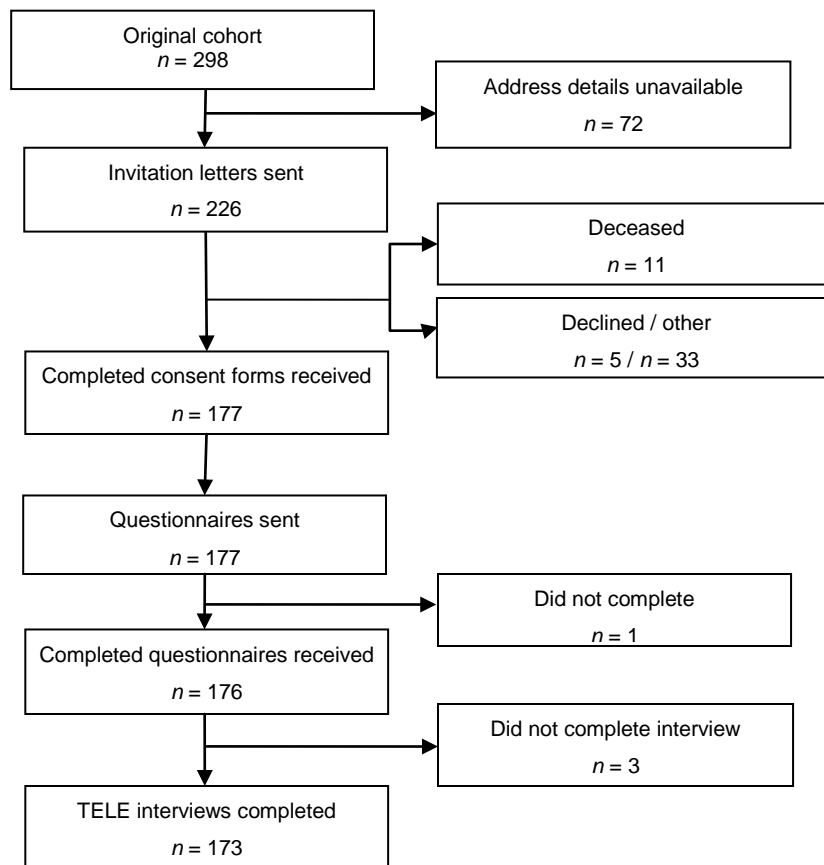 Original cohort
n = 298
Address details unavailable
n = 72
Invitation letters sent
n = 226
Deceased
n = 11
Declined / other
n = 5 / n = 33
Completed consent forms received
n = 177
Questionnaires sent
n = 177
Did not complete
n = 1
Completed questionnaires received
n = 176
Did not complete interview
n = 3
TELE interviews completed
n = 173